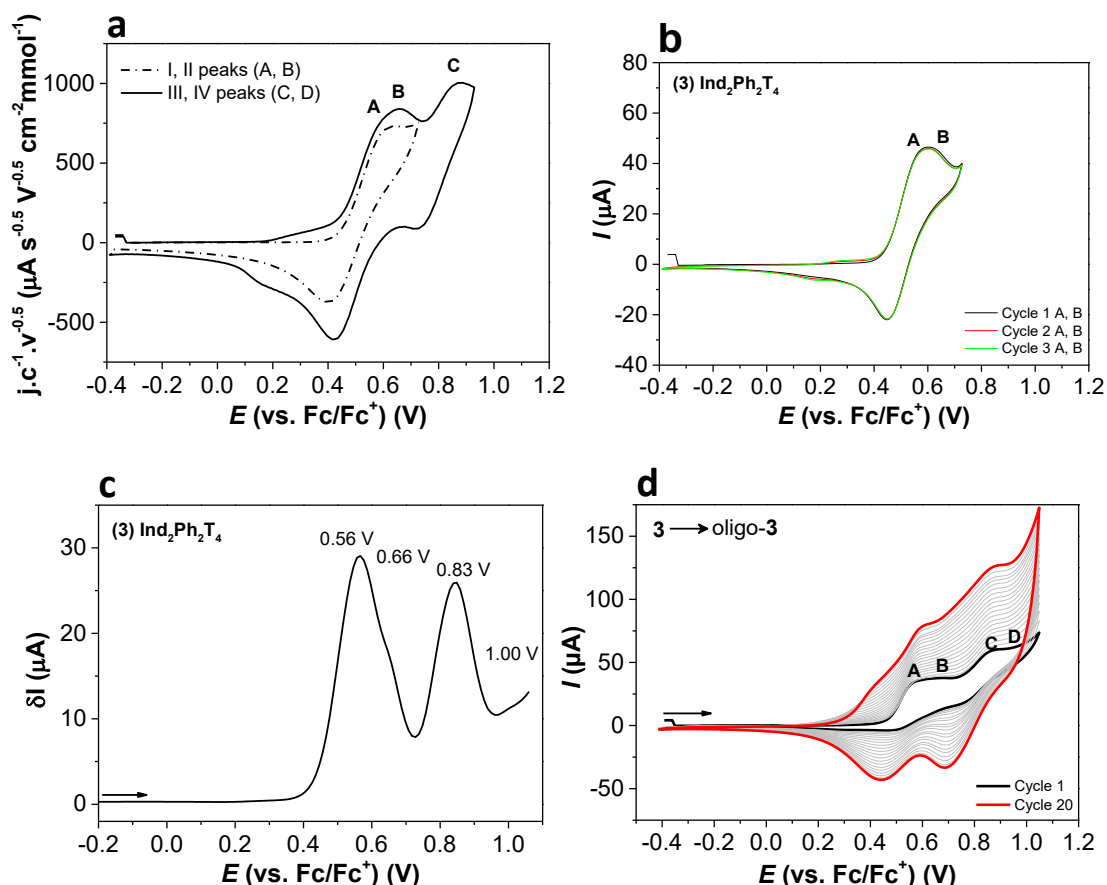 a
j.c⁻¹.v⁻⁰·⁵ (μA s⁻⁰·⁵ V⁻⁰·⁵ cm⁻²mmol⁻¹)
1000
500
0
-500
I, II peaks (A, B)
III, IV peaks (C, D)
A B C
-0.4 -0.2 0.0 0.2 0.4 0.6 0.8 1.0 1.2
E (vs. Fc/Fc⁺) (V)
b
(3) Ind₂Ph₂T₄
I (μA)
80
60
40
20
0
-20
-40
A B
Cycle 1 A, B
Cycle 2 A, B
Cycle 3 A, B
-0.4 -0.2 0.0 0.2 0.4 0.6 0.8 1.0 1.2
E (vs. Fc/Fc⁺) (V)
c
(3) Ind₂Ph₂T₄
δI (μA)
30
20
10
0
0.56 V
0.66 V
0.83 V
1.00 V
-0.2 0.0 0.2 0.4 0.6 0.8 1.0
E (vs. Fc/Fc⁺) (V)
d
3 → oligo-3
I (μA)
150
100
50
0
-50
A B C D
Cycle 1
Cycle 20
-0.4 -0.2 0.0 0.2 0.4 0.6 0.8 1.0 1.2
E (vs. Fc/Fc⁺) (V)